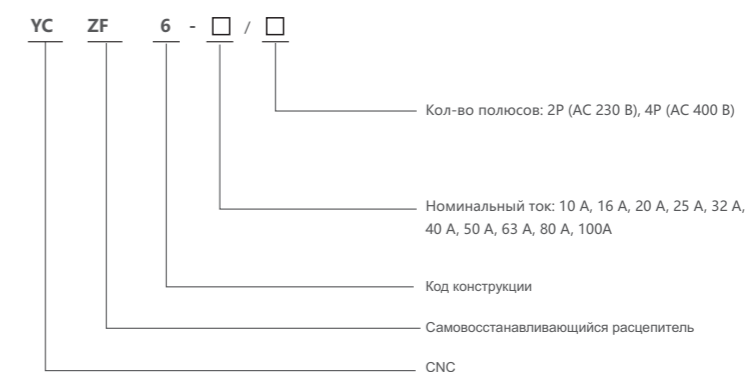 YC ZF 6 - □ / □
Кол-во полюсов: 2P (AC 230 В), 4P (AC 400 В)
Номинальный ток: 10 А, 16 А, 20 А, 25 А, 32 А,
40 А, 50 А, 63 А, 80 А, 100А
Код конструкции
Самовосстанавливающийся расцепитель
CNC